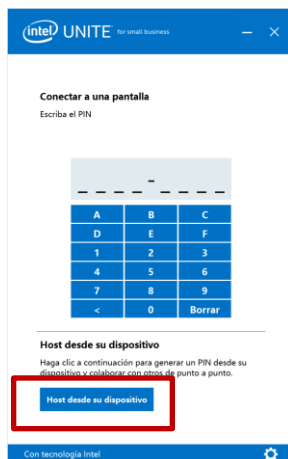 intel UNITE for small business
Conectar a una pantalla
Escriba el PIN
_ _ _ _ - _ _ _ _
A B C
D E F
1 2 3
4 5 6
7 8 9
< 0 Borrar
Host desde su dispositivo
Haga clic a continuación para generar un PIN desde su
dispositivo y colaborar con otros de punto a punto.
Host desde su dispositivo
Con tecnología Intel